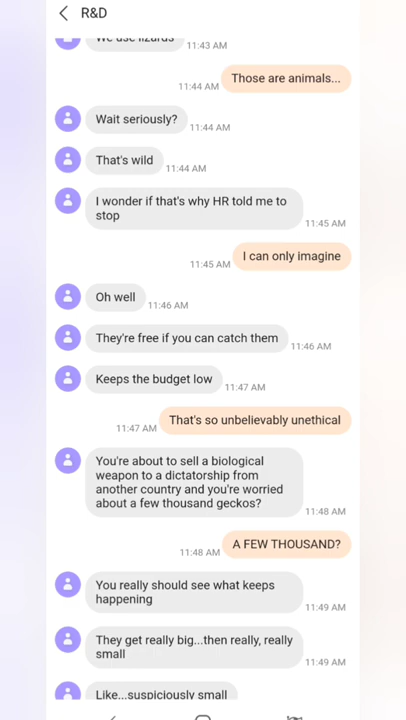 R&D
We use lizards
11:43 AM
Those are animals...
11:44 AM
Wait seriously?
11:44 AM
That's wild
11:44 AM
I wonder if that's why HR told me to
stop
11:45 AM
I can only imagine
11:45 AM
Oh well
11:46 AM
They're free if you can catch them
11:46 AM
Keeps the budget low
11:47 AM
That's so unbelievably unethical
11:47 AM
You're about to sell a biological
weapon to a dictatorship from
another country and you're worried
about a few thousand geckos?
11:48 AM
A FEW THOUSAND?
11:48 AM
You really should see what keeps
happening
11:49 AM
They get really big...then really, really
small
11:49 AM
Like...suspiciously small